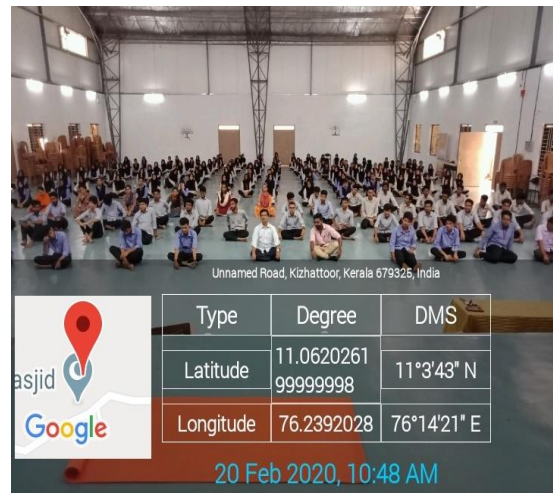 Unnamed Road, Kizhattoor, Kerala 679325, India
Type Degree DMS
Latitude 11.0620261 99999998 11°3'43" N
Longitude 76.2392028 76°14'21" E
asjid
Google
20 Feb 2020, 10:48 AM